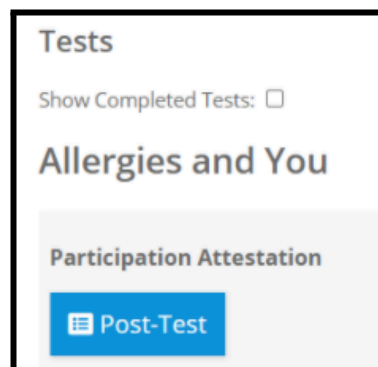 Tests
Show Completed Tests:
Allergies and You
Participation Attestation
Post-Test